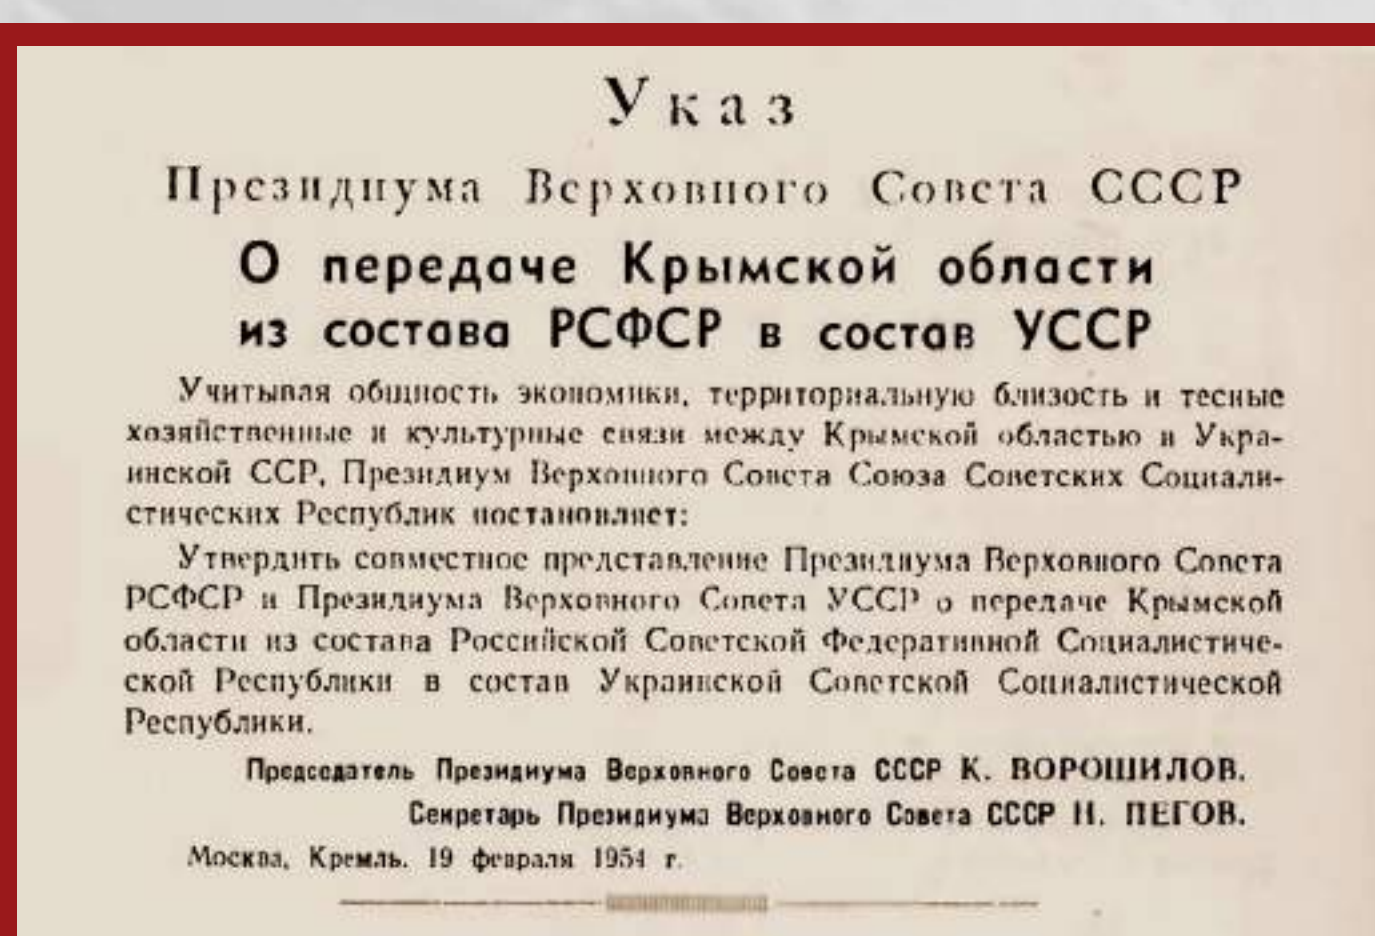 Указ
Президиума Верховного Совета СССР
О передаче Крымской области
из состава РСФСР в состав УССР
Учитывая общность экономики, территориальную близость и тесные
хозяйственные и культурные связи между Крымской областью и Укра-
инской ССР, Президиум Верховного Совета Союза Советских Социали-
стических Республик постановляет:
Утвердить совместное представление Президиума Верховного Совета
РСФСР и Президиума Верховного Совета УССР о передаче Крымской
области из состава Российской Советской Федеративной Социалистиче-
ской Республики в состав Украинской Советской Социалистической
Республики.
Председатель Президиума Верховного Совета СССР К. ВОРОШИЛОВ.
Секретарь Президиума Верховного Совета СССР Н. ПЕГОВ.
Москва, Кремль. 19 февраля 1954 г.